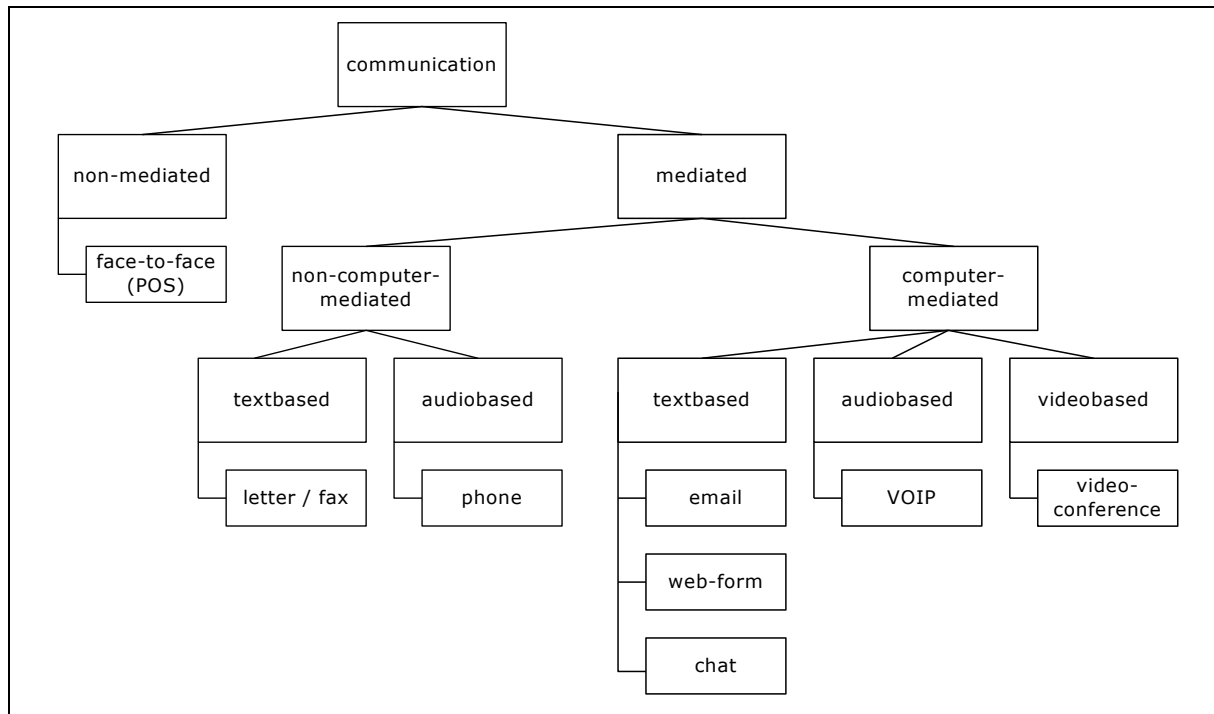 communication
non-mediated
mediated
face-to-face
(POS)
non-computer-
mediated
computer-
mediated
textbased
audiobased
textbased
audiobased
videobased
letter / fax
phone
email
VOIP
video-
conference
web-form
chat